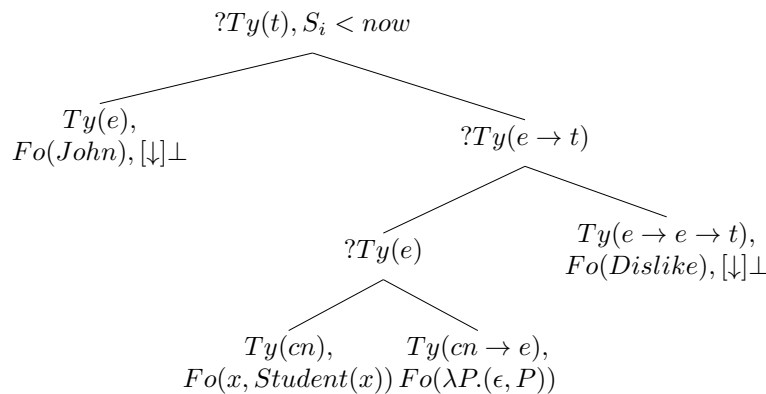 ?Ty(t), S_i < now
Ty(e),
Fo(John), [↓]⊥
?Ty(e → t)
?Ty(e)
Ty(e → e → t),
Fo(Dislike), [↓]⊥
Ty(cn),
Fo(x, Student(x))
Ty(cn → e),
Fo(λP.(ϵ, P))